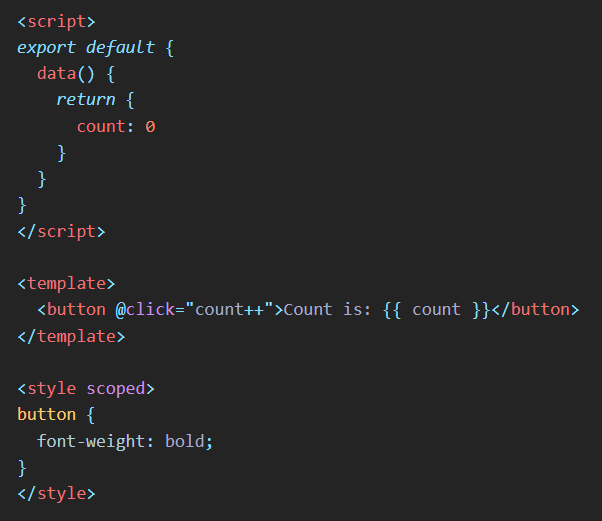 <script>
export default {
  data() {
    return {
      count: 0
    }
  }
}
</script>

<template>
  <button @click="count++">Count is: {{ count }}</button>
</template>

<style scoped>
button {
  font-weight: bold;
}
</style>